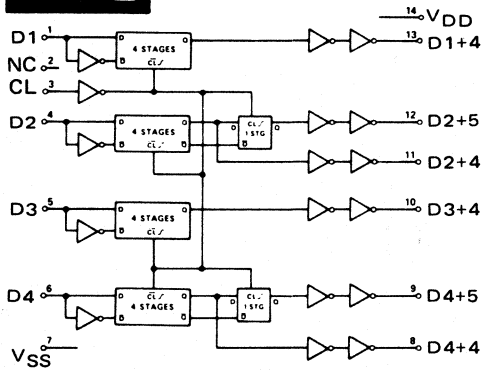 14 VDD
D1 1 D 4 STAGES D̅ C̅L̅ 13 D1+4
NC 2
CL 3
D2 4 D 4 STAGES D̅ C̅L̅ D CL 1 STG D̅ D 12 D2+5
11 D2+4
D3 5 D 4 STAGES D̅ C̅L̅ 10 D3+4
D4 6 D C̅L̅ 4 STAGES D̅ D CL 1 STG D̅ D 9 D4+5
8 D4+4
VSS 7